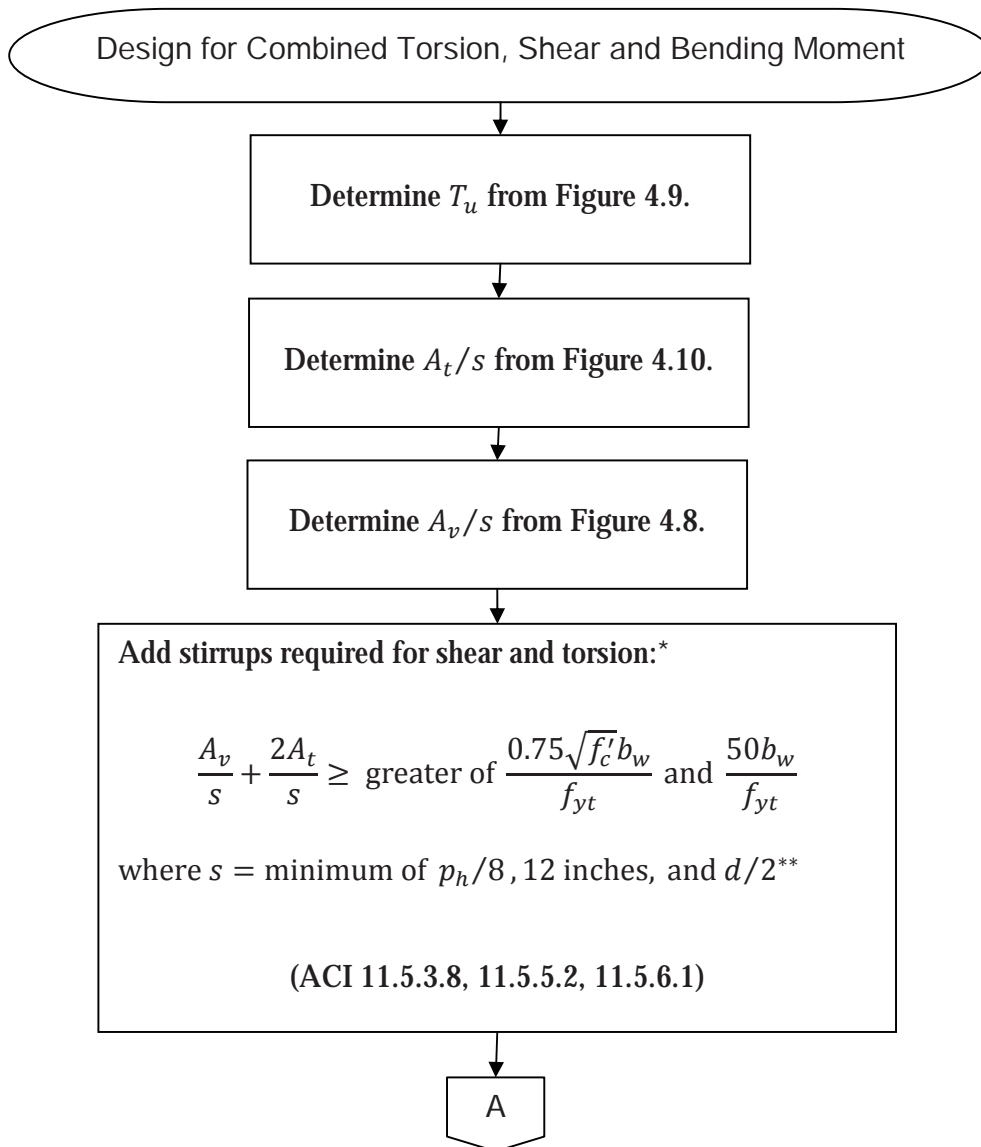 Design for Combined Torsion, Shear and Bending Moment
Determine T_u from Figure 4.9.
Determine A_t/s from Figure 4.10.
Determine A_v/s from Figure 4.8.
Add stirrups required for shear and torsion:*
A_v/s + 2A_t/s ≥ greater of 0.75√f_c′ b_w / f_yt and 50b_w / f_yt
where s = minimum of p_h/8 , 12 inches, and d/2**
(ACI 11.5.3.8, 11.5.5.2, 11.5.6.1)
A